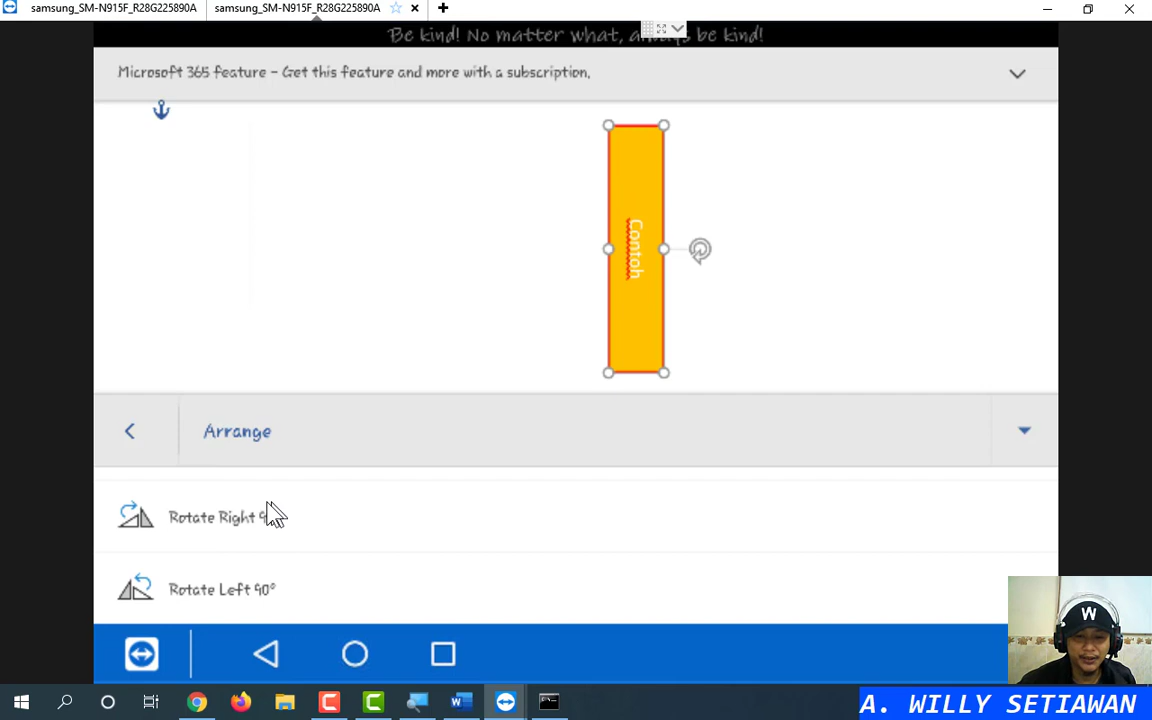 samsung_SM-N915F_R28G225890A
samsung_SM-N915F_R28G225890A
Be kind! No matter what, always be kind!
Microsoft 365 feature - Get this feature and more with a subscription.
Contoh
Arrange
Rotate Right
Rotate Left 90°
W
A. WILLY SETIAWAN